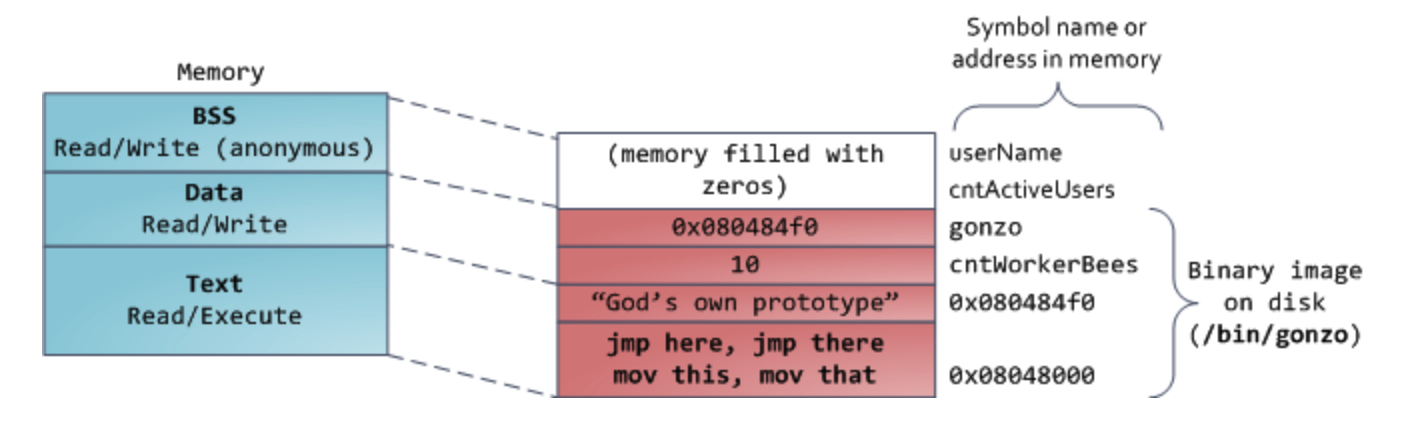 Symbol name or
address in memory
Memory
BSS
Read/Write (anonymous)
Data
Read/Write
Text
Read/Execute
(memory filled with
zeros)
0x080484f0
10
“God’s own prototype”
jmp here, jmp there
mov this, mov that
userName
cntActiveUsers
gonzo
cntWorkerBees
0x080484f0
0x08048000
Binary image
on disk
(/bin/gonzo)